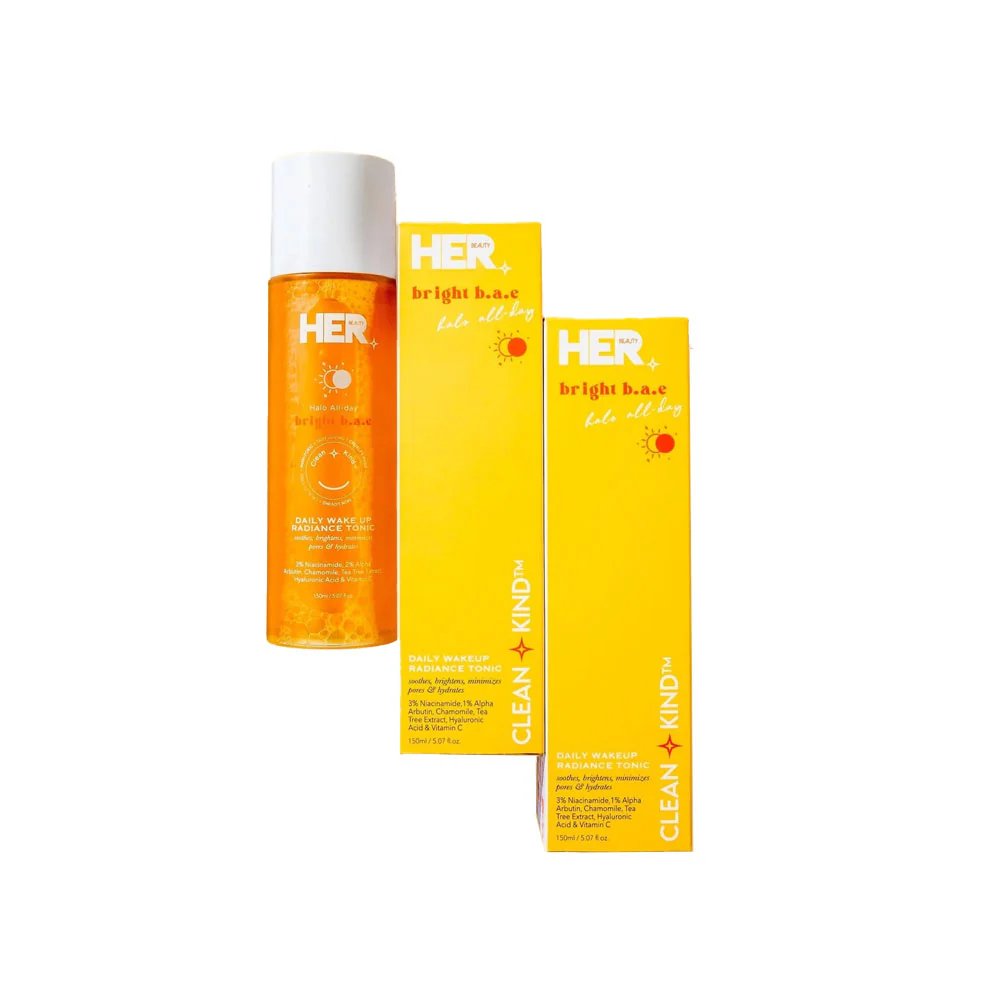 HER
BEAUTY
Halo All-day
bright b.a.e
Clean Kind™
DAILY WAKE UP
RADIANCE TONIC
soothes, brightens, minimizes
pores & hydrates
3% Niacinamide, 2% Alpha
Arbutin, Chamomile, Tea Tree Extract,
Hyaluronic Acid & Vitamin C
150ml / 5.07 fl oz.
HER
BEAUTY
bright b.a.e
halo all-day
CLEAN KIND™
DAILY WAKEUP
RADIANCE TONIC
soothes, brightens, minimizes
pores & hydrates
3% Niacinamide,1% Alpha
Arbutin, Chamomile, Tea
Tree Extract, Hyaluronic
Acid & Vitamin C
150ml / 5.07 fl oz.
HER
BEAUTY
bright b.a.e
halo all-day
CLEAN KIND™
DAILY WAKEUP
RADIANCE TONIC
soothes, brightens, minimizes
pores & hydrates
3% Niacinamide,1% Alpha
Arbutin, Chamomile, Tea
Tree Extract, Hyaluronic
Acid & Vitamin C
150ml / 5.07 fl oz.